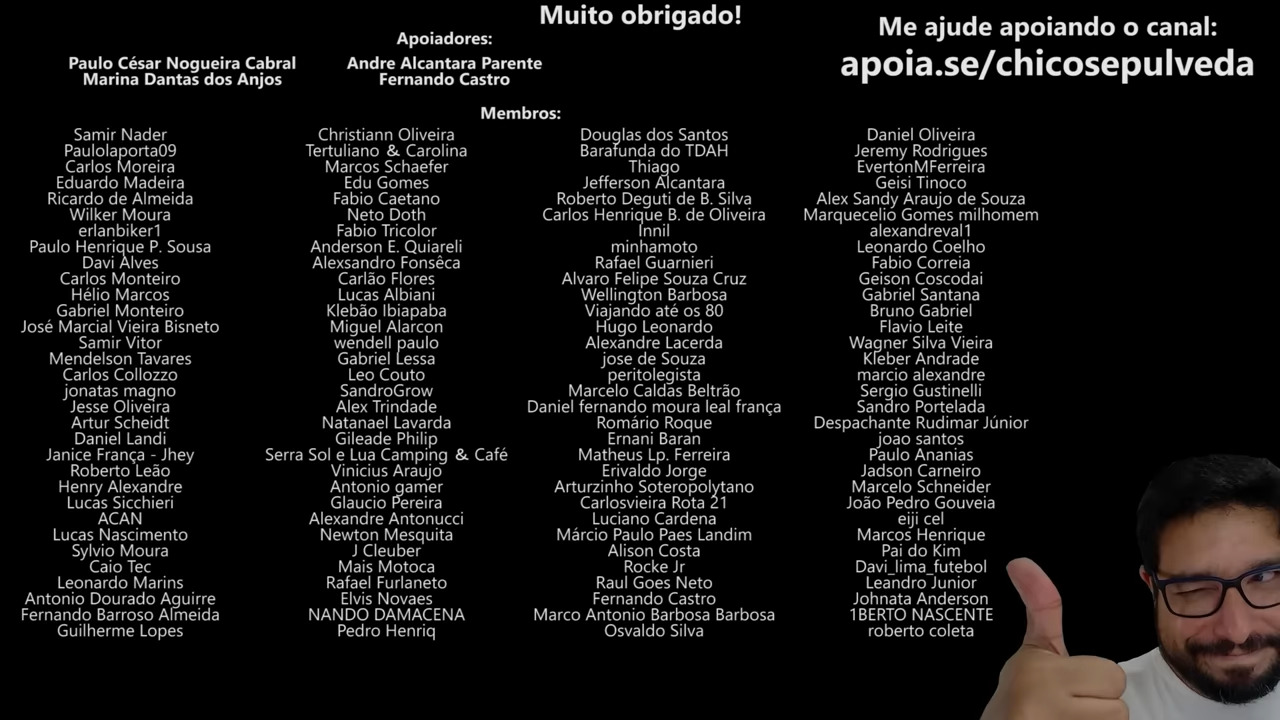 Muito obrigado!
Me ajude apoiando o canal:
apoia.se/chicosepulveda
Apoiadores:
Paulo César Nogueira Cabral
Marina Dantas dos Anjos
Andre Alcantara Parente
Fernando Castro
Membros:
Samir Nader
Paulolaporta09
Carlos Moreira
Eduardo Madeira
Ricardo de Almeida
Wilker Moura
erlanbiker1
Paulo Henrique P. Sousa
Davi Alves
Carlos Monteiro
Hélio Marcos
Gabriel Monteiro
José Marcial Vieira Bisneto
Samir Vitor
Mendelson Tavares
Carlos Collozzo
jonatas magno
Jesse Oliveira
Artur Scheidt
Daniel Landi
Janice França - Jhey
Roberto Leão
Henry Alexandre
Lucas Sicchieri
ACAN
Lucas Nascimento
Sylvio Moura
Caio Tec
Leonardo Marins
Antonio Dourado Aguirre
Fernando Barroso Almeida
Guilherme Lopes
Christiann Oliveira
Tertuliano & Carolina
Marcos Schaefer
Edu Gomes
Fabio Caetano
Neto Doth
Fabio Tricolor
Anderson E. Quiareli
Alexsandro Fonsêca
Carlão Flores
Lucas Albiani
Klebão Ibiapaba
Miguel Alarcon
wendell paulo
Gabriel Lessa
Leo Couto
SandroGrow
Alex Trindade
Natanael Lavarda
Gileade Philip
Serra Sol e Lua Camping & Café
Vinicius Araujo
Antonio gamer
Glaucio Pereira
Alexandre Antonucci
Newton Mesquita
J Cleuber
Mais Motoca
Rafael Furlaneto
Elvis Novaes
NANDO DAMACENA
Pedro Henriq
Douglas dos Santos
Barafunda do TDAH
Thiago
Jefferson Alcantara
Roberto Deguti de B. Silva
Carlos Henrique B. de Oliveira
Innil
minhamoto
Rafael Guarnieri
Alvaro Felipe Souza Cruz
Wellington Barbosa
Viajando até os 80
Hugo Leonardo
Alexandre Lacerda
jose de Souza
peritolegista
Marcelo Caldas Beltrão
Daniel fernando moura leal frança
Romário Roque
Ernani Baran
Matheus Lp. Ferreira
Erivaldo Jorge
Arturzinho Soteropolytano
Carlosvieira Rota 21
Luciano Cardena
Márcio Paulo Paes Landim
Alison Costa
Rocke Jr
Raul Goes Neto
Fernando Castro
Marco Antonio Barbosa Barbosa
Osvaldo Silva
Daniel Oliveira
Jeremy Rodrigues
EvertonMFerreira
Geisi Tinoco
Alex Sandy Araujo de Souza
Marquecelio Gomes milhomem
alexandreval1
Leonardo Coelho
Fabio Correia
Geison Coscodai
Gabriel Santana
Bruno Gabriel
Flavio Leite
Wagner Silva Vieira
Kleber Andrade
marcio alexandre
Sergio Gustinelli
Sandro Portelada
Despachante Rudimar Júnior
joao santos
Paulo Ananias
Jadson Carneiro
Marcelo Schneider
João Pedro Gouveia
eiji cel
Marcos Henrique
Pai do Kim
Davi_lima_futebol
Leandro Junior
Johnata Anderson
1BERTO NASCENTE
roberto coleta